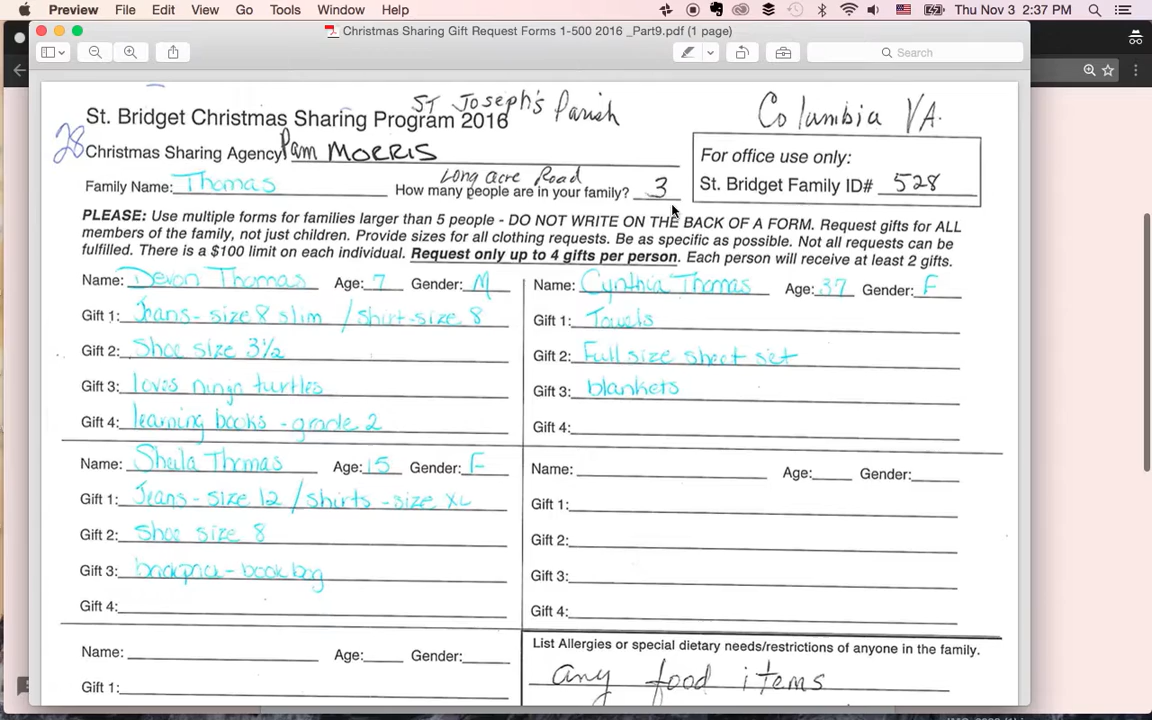 Preview File Edit View Go Tools Window Help Thu Nov 3 2:37 PM
Christmas Sharing Gift Request Forms 1-500 2016 _Part9.pdf (1 page)
Search
ST Joseph's Parish
Columbia VA.
St. Bridget Christmas Sharing Program 2016
28
Christmas Sharing Agency Pam MORRIS
For office use only:
Long acre Road
Family Name: Thomas How many people are in your family? 3
St. Bridget Family ID# 528
PLEASE: Use multiple forms for families larger than 5 people - DO NOT WRITE ON THE BACK OF A FORM. Request gifts for ALL
members of the family, not just children. Provide sizes for all clothing requests. Be as specific as possible. Not all requests can be
fulfilled. There is a $100 limit on each individual. Request only up to 4 gifts per person. Each person will receive at least 2 gifts.
Name: Devon Thomas Age: 7 Gender: M
Gift 1: Jeans - size 8 slim / shirt-size 8
Gift 2: Shoe size 3½
Gift 3: loves ninja turtles
Gift 4: learning books - grade 2
Name: Cynthia Thomas Age: 37 Gender: F
Gift 1: Towels
Gift 2: Full size sheet set
Gift 3: blankets
Gift 4:
Name: Sheila Thomas Age: 15 Gender: F
Gift 1: Jeans - size 12 / shirts - size XL
Gift 2: Shoe size 8
Gift 3: backpack - book bag
Gift 4:
Name: Age: Gender:
Gift 1:
Gift 2:
Gift 3:
Gift 4:
Name: Age: Gender:
Gift 1:
List Allergies or special dietary needs/restrictions of anyone in the family.
any food items